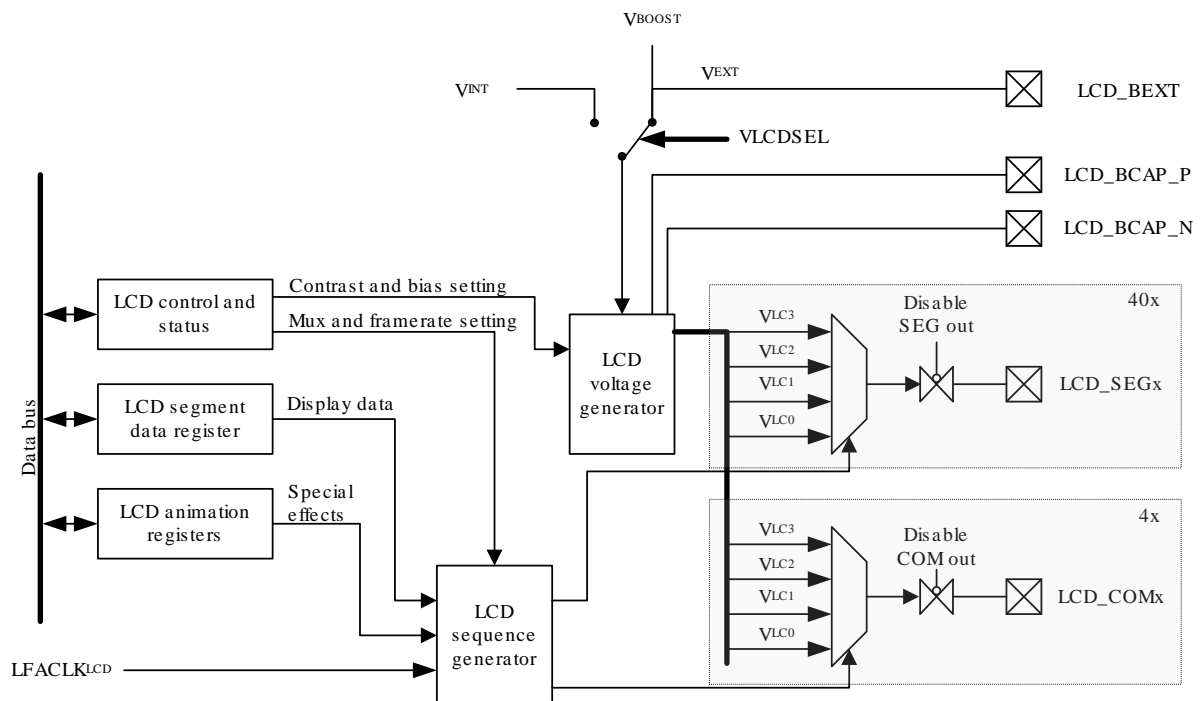 VBOOST
VEXT
VINT
LCD_BEXT
VLCDSEL
LCD_BCAP_P
LCD_BCAP_N
Data bus
LCD control and
status
Contrast and bias setting
Mux and framerate setting
LCD
voltage
generator
40x
Disable
SEG out
VLC3
VLC2
VLC1
VLC0
LCD_SEGx
LCD segment
data register
Display data
LCD animation
registers
Special
effects
LCD
sequence
generator
LFACLKLCD
4x
Disable
COM out
VLC3
VLC2
VLC1
VLC0
LCD_COMx